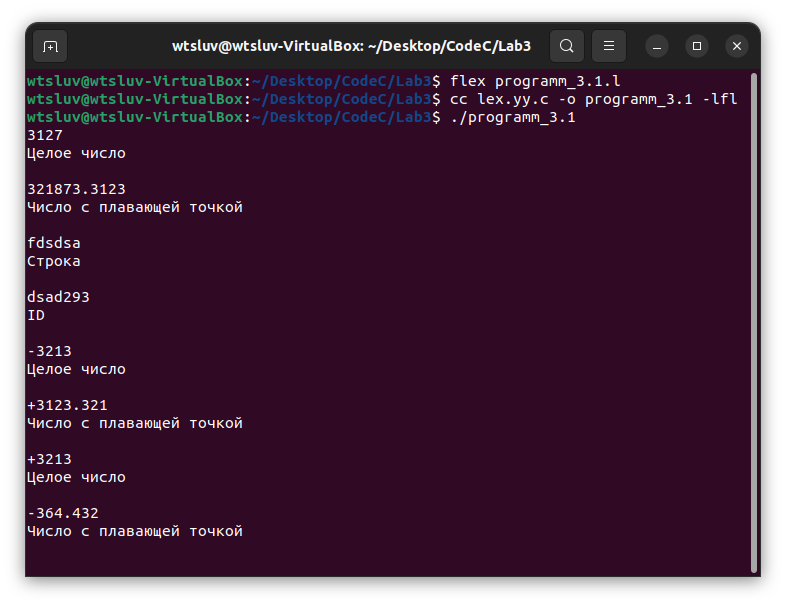 wtsluv@wtsluv-VirtualBox: ~/Desktop/CodeC/Lab3
wtsluv@wtsluv-VirtualBox:~/Desktop/CodeC/Lab3$ flex programm_3.1.l
wtsluv@wtsluv-VirtualBox:~/Desktop/CodeC/Lab3$ cc lex.yy.c -o programm_3.1 -lfl
wtsluv@wtsluv-VirtualBox:~/Desktop/CodeC/Lab3$ ./programm_3.1
3127
Целое число
321873.3123
Число с плавающей точкой
fdsdsa
Строка
dsad293
ID
-3213
Целое число
+3123.321
Число с плавающей точкой
+3213
Целое число
-364.432
Число с плавающей точкой